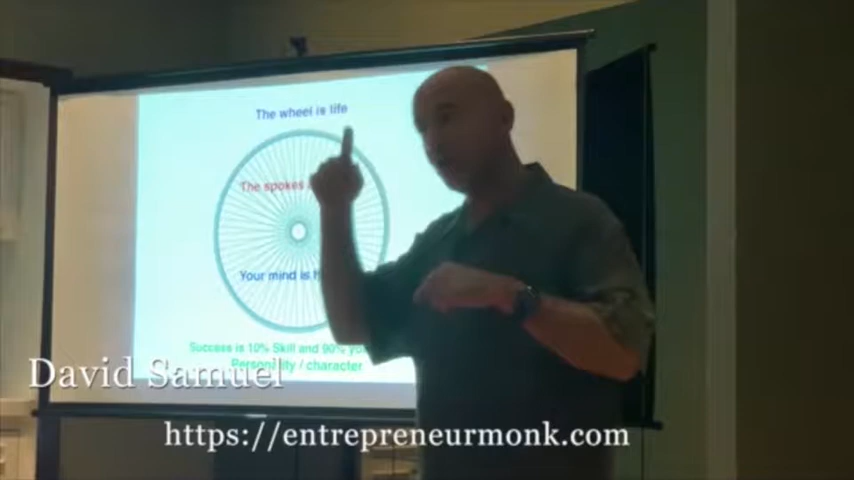 The wheel is life
The spokes
Your mind is
Success is 10% Skill and 90%
Personality / character
David Samuel
https://entrepreneurmonk.com